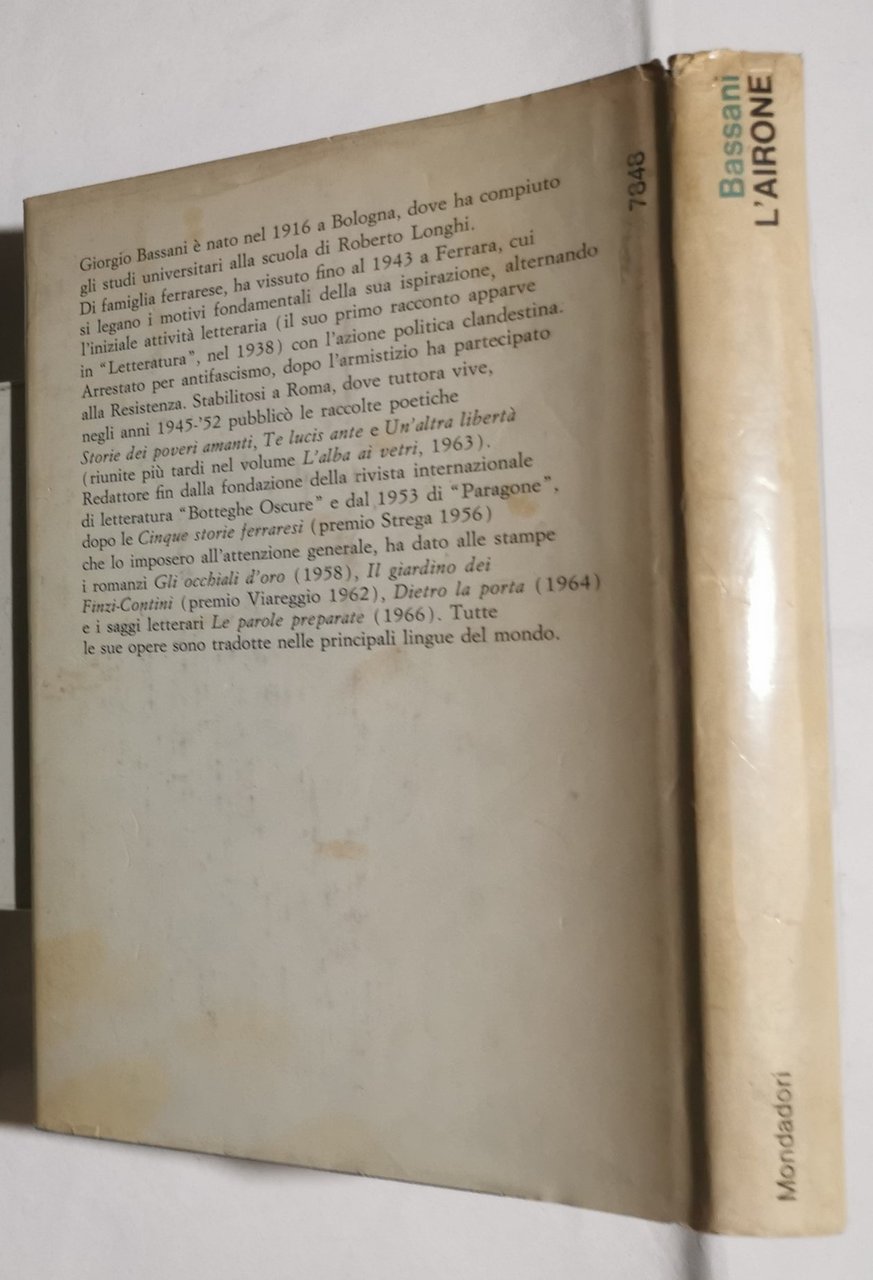 Giorgio Bassani è nato nel 1916 a Bologna, dove ha compiuto
gli studi universitari alla scuola di Roberto Longhi.
Di famiglia ferrarese, ha vissuto fino al 1943 a Ferrara, cui
si legano i motivi fondamentali della sua ispirazione, alternando
l'iniziale attività letteraria (il suo primo racconto apparve
in “Letteratura”, nel 1938) con l'azione politica clandestina.
Arrestato per antifascismo, dopo l'armistizio ha partecipato
alla Resistenza. Stabilitosi a Roma, dove tuttora vive,
negli anni 1945-'52 pubblicò le raccolte poetiche
Storie dei poveri amanti, Te lucis ante e Un'altra libertà
(riunite più tardi nel volume L'alba ai vetri, 1963).
Redattore fin dalla fondazione della rivista internazionale
di letteratura “Botteghe Oscure” e dal 1953 di “Paragone”,
dopo le Cinque storie ferraresi (premio Strega 1956)
che lo imposero all'attenzione generale, ha dato alle stampe
i romanzi Gli occhiali d'oro (1958), Il giardino dei
Finzi-Contini (premio Viareggio 1962), Dietro la porta (1964)
e i saggi letterari Le parole preparate (1966). Tutte
le sue opere sono tradotte nelle principali lingue del mondo.
7848
Bassani
L'AIRONE
Mondadori